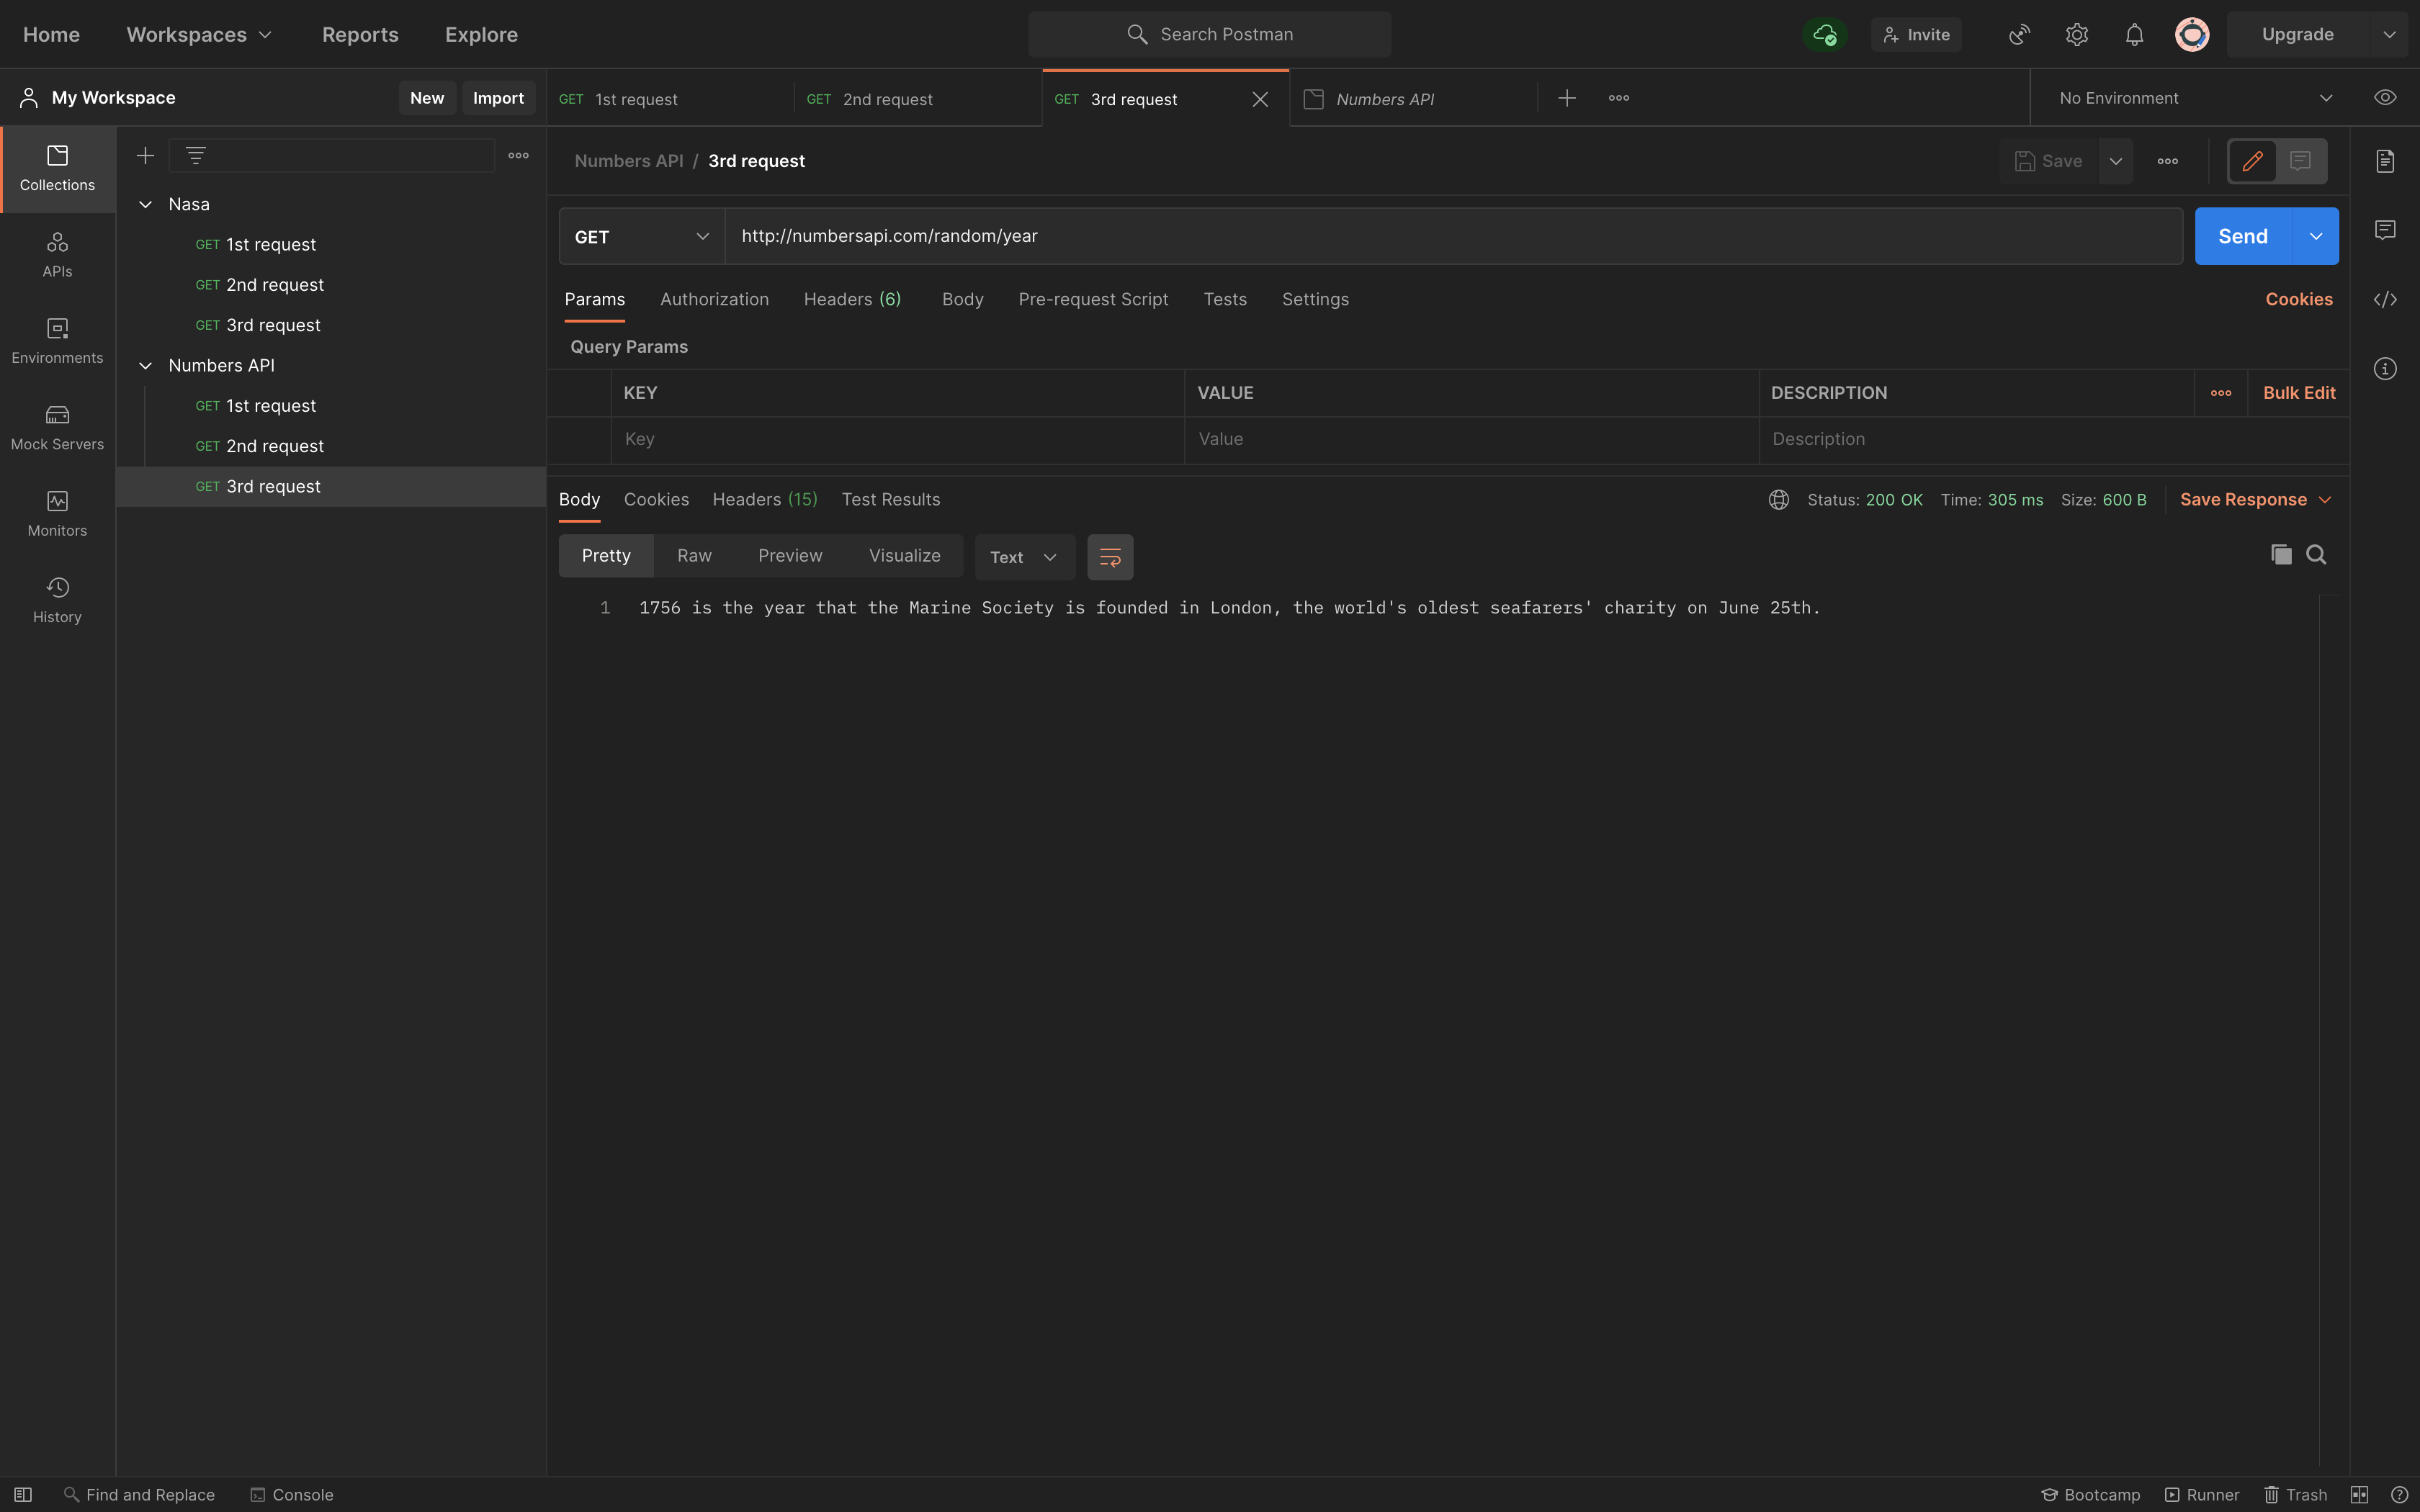 Home Workspaces Reports Explore Search Postman Invite Upgrade
My Workspace New Import GET 1st request GET 2nd request GET 3rd request Numbers API No Environment
Collections
APIs
Environments
Mock Servers
Monitors
History
Nasa
GET 1st request
GET 2nd request
GET 3rd request
Numbers API
GET 1st request
GET 2nd request
GET 3rd request
Numbers API / 3rd request Save
GET http://numbersapi.com/random/year Send
Params Authorization Headers (6) Body Pre-request Script Tests Settings Cookies
Query Params
KEY VALUE DESCRIPTION Bulk Edit
Key Value Description
Body Cookies Headers (15) Test Results Status: 200 OK Time: 305 ms Size: 600 B Save Response
Pretty Raw Preview Visualize Text
1 1756 is the year that the Marine Society is founded in London, the world's oldest seafarers' charity on June 25th.
Find and Replace Console Bootcamp Runner Trash